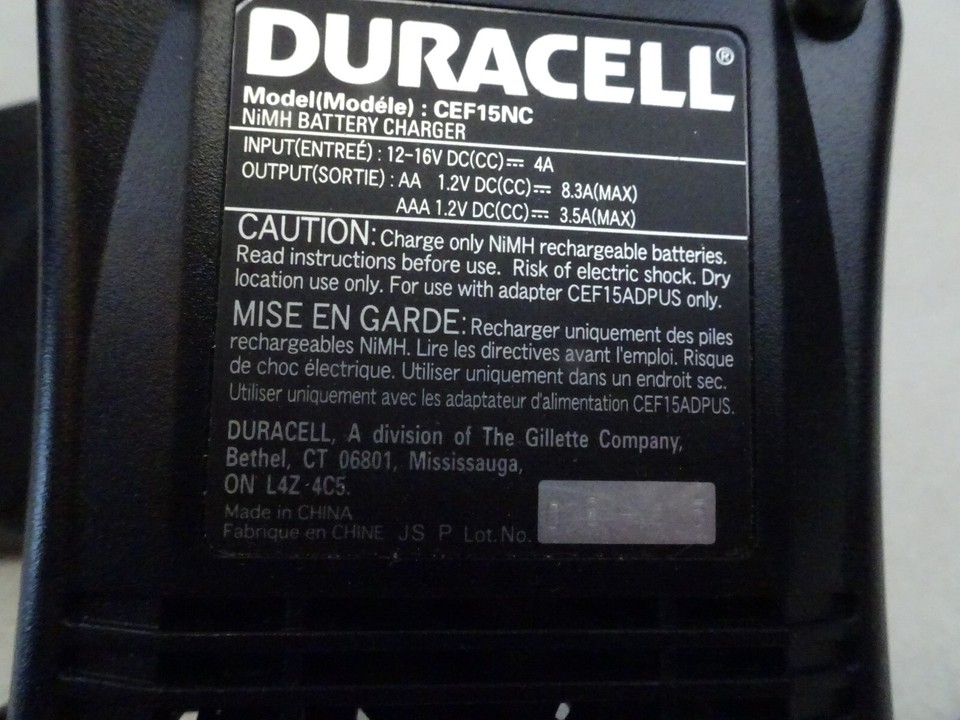 DURACELL®
Model(Modéle) : CEF15NC
NiMH BATTERY CHARGER
INPUT(ENTREÉ) : 12-16V DC(CC)⎓ 4A
OUTPUT(SORTIE) : AA 1.2V DC(CC)⎓ 8.3A(MAX)
AAA 1.2V DC(CC)⎓ 3.5A(MAX)
CAUTION: Charge only NiMH rechargeable batteries.
Read instructions before use. Risk of electric shock. Dry
location use only. For use with adapter CEF15ADPUS only.
MISE EN GARDE: Recharger uniquement des piles
rechargeables NiMH. Lire les directives avant l'emploi. Risque
de choc électrique. Utiliser uniquement dans un endroit sec.
Utiliser uniquement avec les adaptateur d'alimentation CEF15ADPUS.
DURACELL, A division of The Gillette Company,
Bethel, CT 06801, Mississauga,
ON L4Z 4C5.
Made in CHINA
Fabrique en CHINE JS P Lot.No.